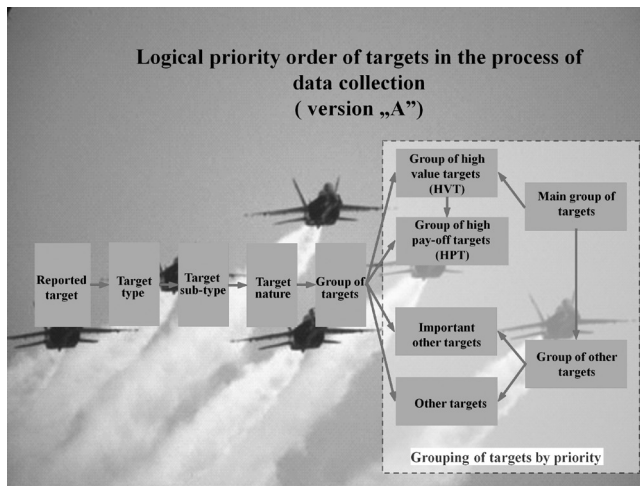 Logical priority order of targets in the process of
data collection
( version „A”)
Group of high
value targets
(HVT)
Main group of
targets
Group of high
pay-off targets
(HPT)
Reported
target
Target
type
Target
sub-type
Target
nature
Group of
targets
Important
other targets
Group of other
targets
Other targets
Grouping of targets by priority